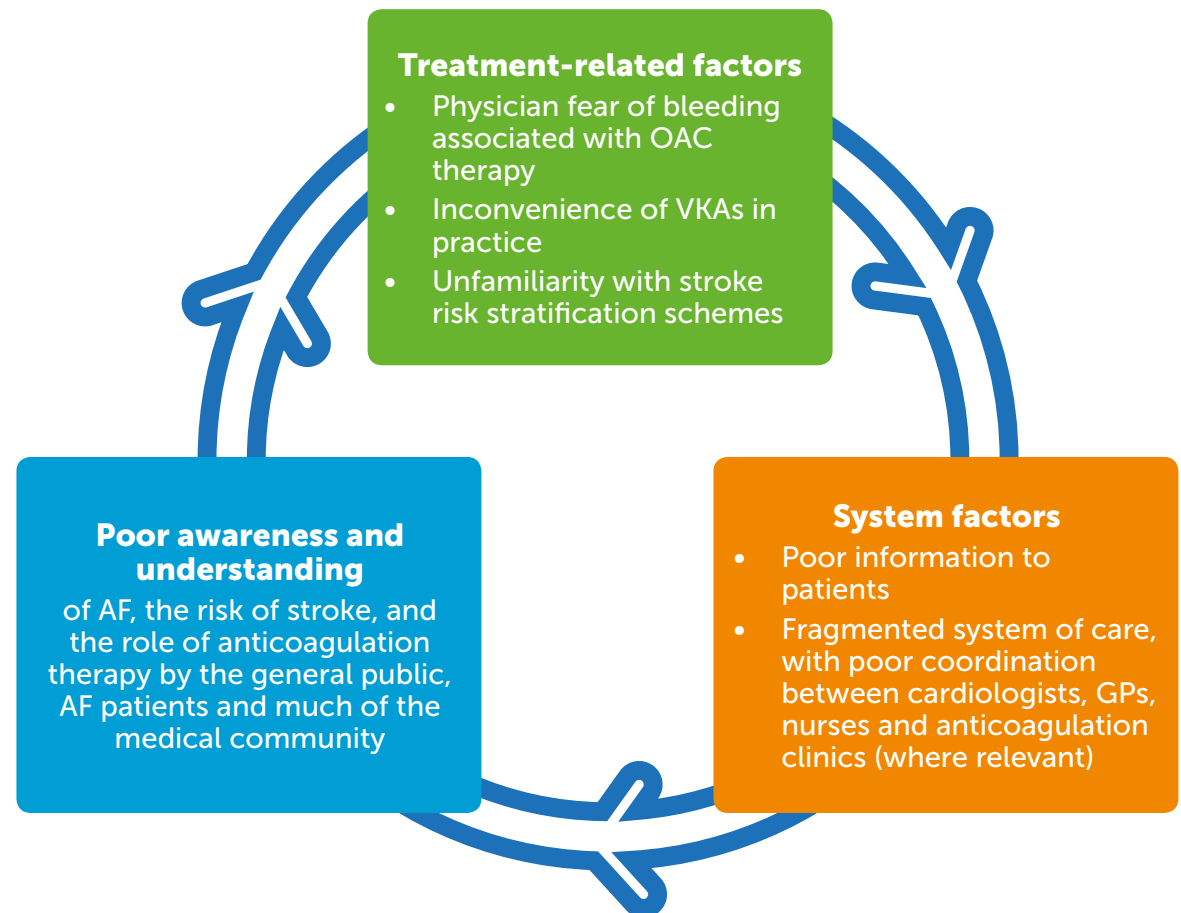 Treatment-related factors
• Physician fear of bleeding
associated with OAC
therapy
• Inconvenience of VKAs in
practice
• Unfamiliarity with stroke
risk stratification schemes
Poor awareness and
understanding
of AF, the risk of stroke, and
the role of anticoagulation
therapy by the general public,
AF patients and much of the
medical community
System factors
• Poor information to
patients
• Fragmented system of care,
with poor coordination
between cardiologists, GPs,
nurses and anticoagulation
clinics (where relevant)